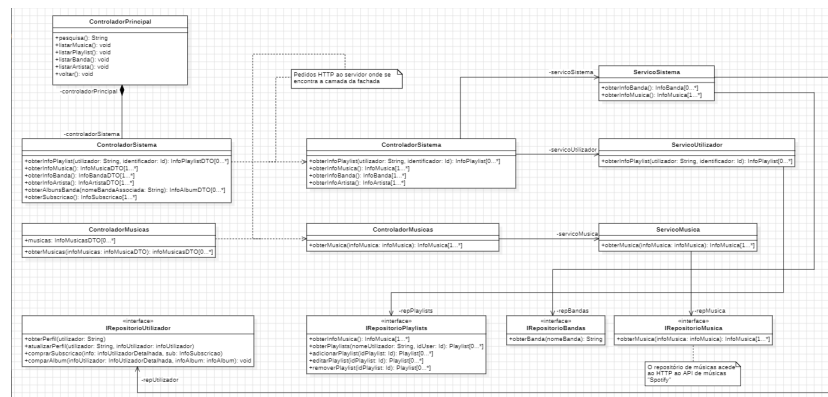 ControladorPrincipal
+pesquisa(): String
+listarMusica(): void
+listarPlaylist(): void
+listarBanda(): void
+listarArtista(): void
+voltar(): void
-controladorPrincipal
-controladorSistema
Pedidos HTTP ao servidor onde se
encontra a camada da fachada
-servicoSistema
ServicoSistema
+obterInfoBanda(): InfoBanda[0...*]
+obterInfoMusica(): InfoMusica[1...*]
ControladorSistema
+obterInfoPlaylist(utilizador: String, identificador: Id): InfoPlaylistDTO[0...*]
+obterInfoMusica(): InfoMusicaDTO[1...*]
+obterInfoBanda(): InfoBandaDTO[1...*]
+obterInfoArtista(): InfoArtistaDTO[1...*]
+obterAlbunsBanda(nomeBandaAssociada: String): InfoAlbumDTO[0...*]
+obterSubscricao(): InfoSubscricao[1...*]
ControladorSistema
+obterInfoPlaylist(utilizador: String, identificador: Id): InfoPlaylist[0...*]
+obterInfoMusica(): InfoMusica[1...*]
+obterInfoBanda(): InfoBanda[1...*]
+obterInfoArtista(): InfoArtista[1...*]
-servicoUtilizador
ServicoUtilizador
+obterInfoPlaylist(utilizador: String, identificador: Id): InfoPlaylist[0...*]
ControladorMusicas
+musicas: InfoMusicasDTO[0...*]
+obterMusicas(infoMusicas: infoMusicaDTO): infoMusicasDTO[0...*]
ControladorMusicas
+obterMusica(infoMusica: infoMusica): InfoMusica[1...*]
-servicoMusica
ServicoMusica
+obterMusica(infoMusica: infoMusica): InfoMusica[1...*]
-repPlaylists
-repBandas
-repMusica
«interface»
IRepositorioUtilizador
+obterPerfil(utilizador: String)
+atualizarPerfil(utilizador: String, infoUtilizador: InfoUtilizador)
+comprarSubscricao(info: infoUtilizadorDetalhada, sub: InfoSubscricao)
+comparAlbum(infoUtilizador: InfoUtilizadorDetalhada, infoAlbum: infoAlbum): void
-repUtilizador
«interface»
IRepositorioPlaylists
+obterInfoMusica(): InfoMusica[1...*]
+obterPlaylists(nomeUtilizador: String, idUser: Id): Playlist[0...*]
+adicionarPlaylist(idPlaylist: Id): Playlist[0...*]
+editarPlaylist(idPlaylist: Id): Playlist[0...*]
+removerPlaylist(idPlaylist: Id): Playlist[0...*]
«interface»
IRepositorioBandas
+obterBanda(nomeBanda): String
«interface»
IRepositorioMusica
+obterMusica(infoMusica: infoMusica): InfoMusica[1...*]
O repositório de músicas acede
ao HTTP ao API de músicas
"Spotify"